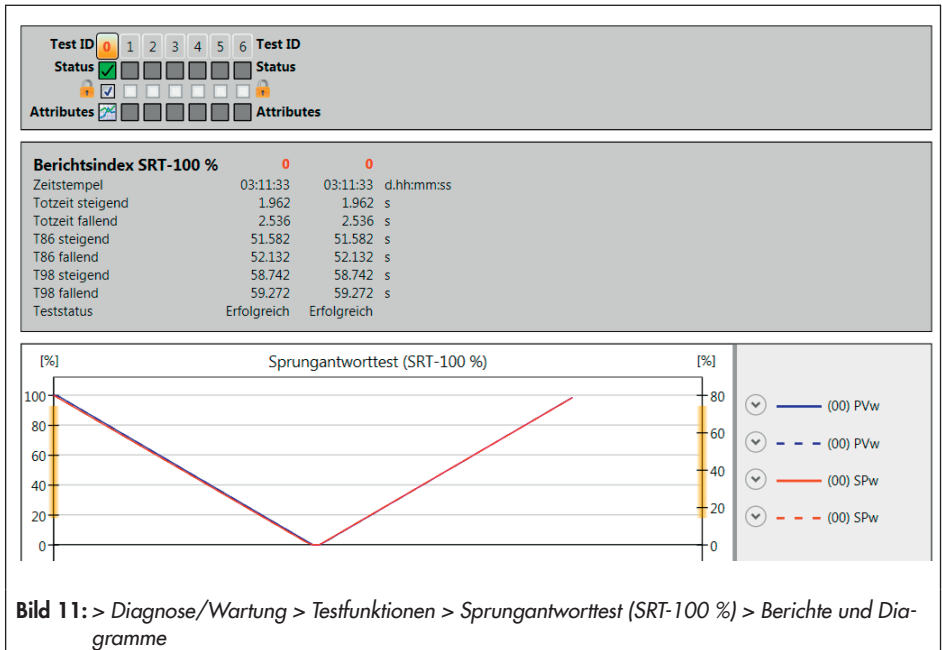 Test ID 0 1 2 3 4 5 6 Test ID
Status Status
Attributes Attributes
Berichtsindex SRT-100 % 0 0
Zeitstempel 03:11:33 03:11:33 d.hh:mm:ss
Totzeit steigend 1.962 1.962 s
Totzeit fallend 2.536 2.536 s
T86 steigend 51.582 51.582 s
T86 fallend 52.132 52.132 s
T98 steigend 58.742 58.742 s
T98 fallend 59.272 59.272 s
Teststatus Erfolgreich Erfolgreich
[%] Sprungantworttest (SRT-100 %) [%]
100 80 (00) PVw
80 60 (00) PVw
60 40 (00) SPw
40 20 (00) SPw
20
0 0
Bild 11: > Diagnose/Wartung > Testfunktionen > Sprungantworttest (SRT-100 %) > Berichte und Dia-
gramme